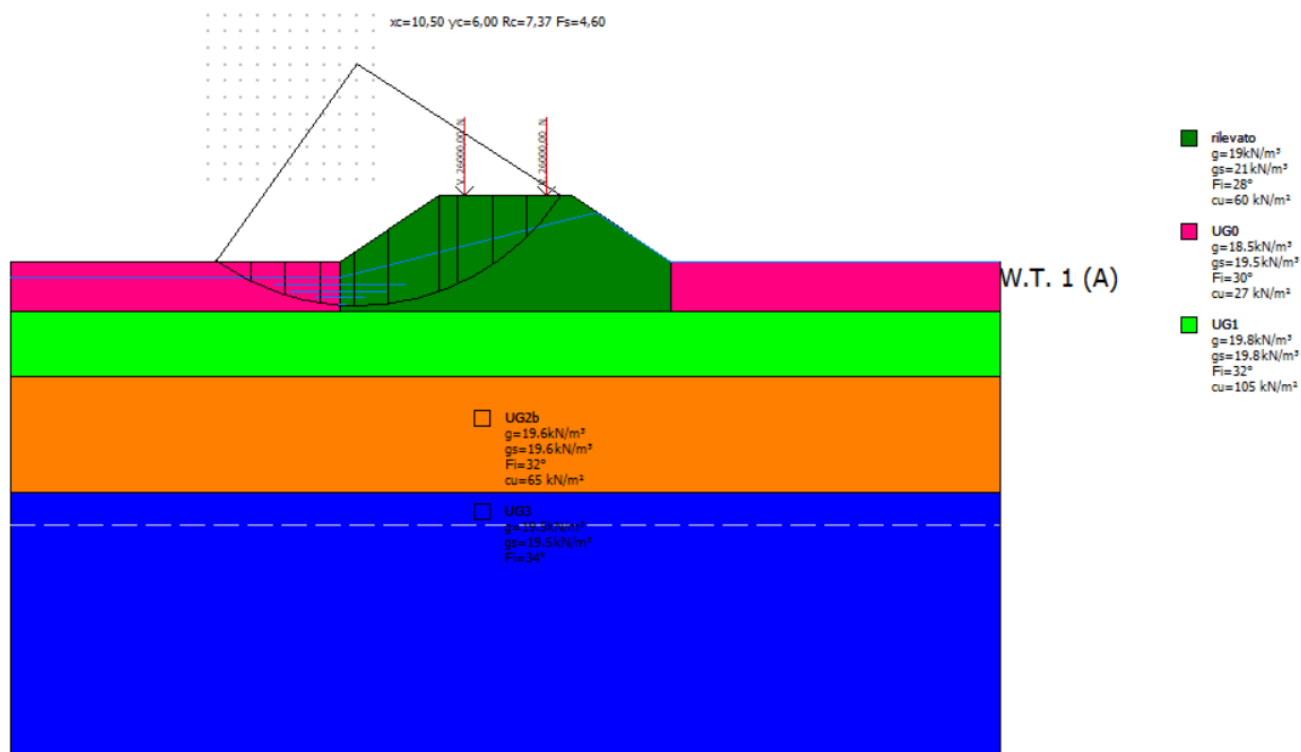 xc=10,50 yc=6,00 Rc=7,37 Fs=4,60
V 26000.00 N
V 26000.00 N
rilevato
g=19kN/m³
gs=21kN/m³
Fi=28°
cu=60 kN/m²
UG0
g=18.5kN/m³
gs=19.5kN/m³
Fi=30°
cu=27 kN/m²
W.T. 1 (A)
UG1
g=19.8kN/m³
gs=19.8kN/m³
Fi=32°
cu=105 kN/m²
UG2b
g=19.6kN/m³
gs=19.6kN/m³
Fi=32°
cu=65 kN/m²
UG3
g=19.5kN/m³
gs=19.5kN/m³
Fi=34°